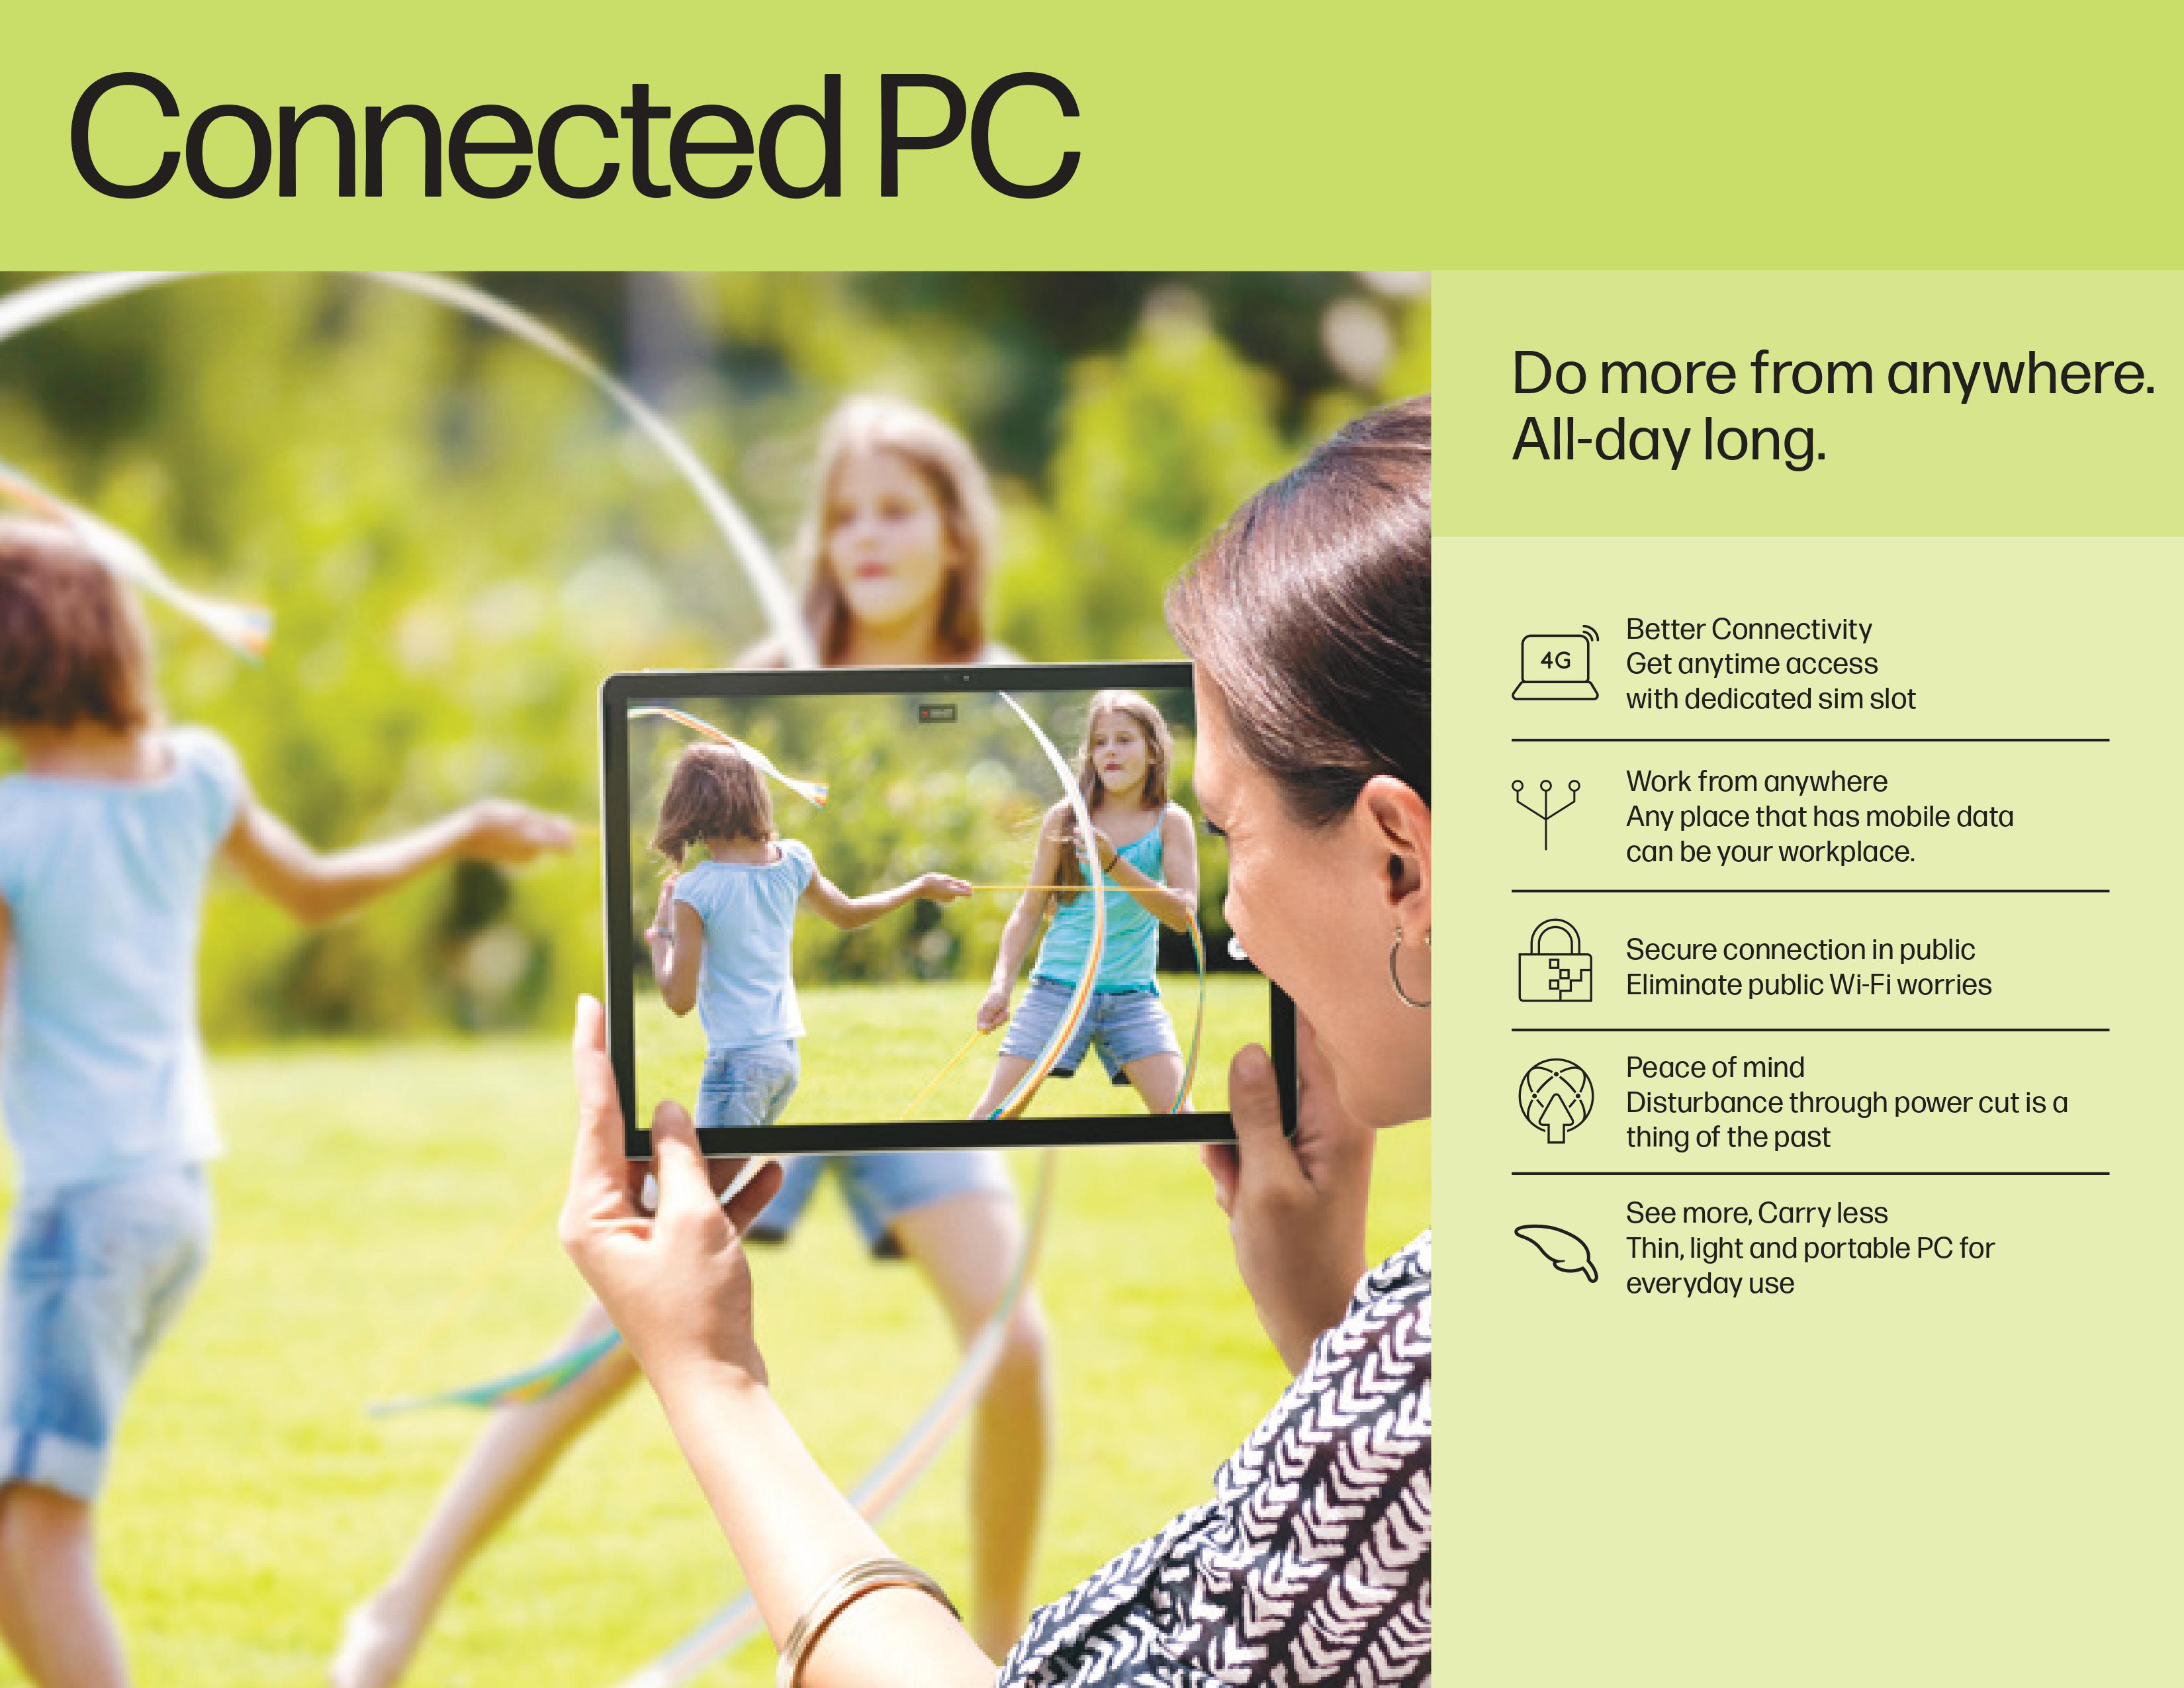 Connected PC
Do more from anywhere.
All-day long.
4G
Better Connectivity
Get anytime access
with dedicated sim slot
Work from anywhere
Any place that has mobile data
can be your workplace.
Secure connection in public
Eliminate public Wi-Fi worries
Peace of mind
Disturbance through power cut is a
thing of the past
See more, Carry less
Thin, light and portable PC for
everyday use